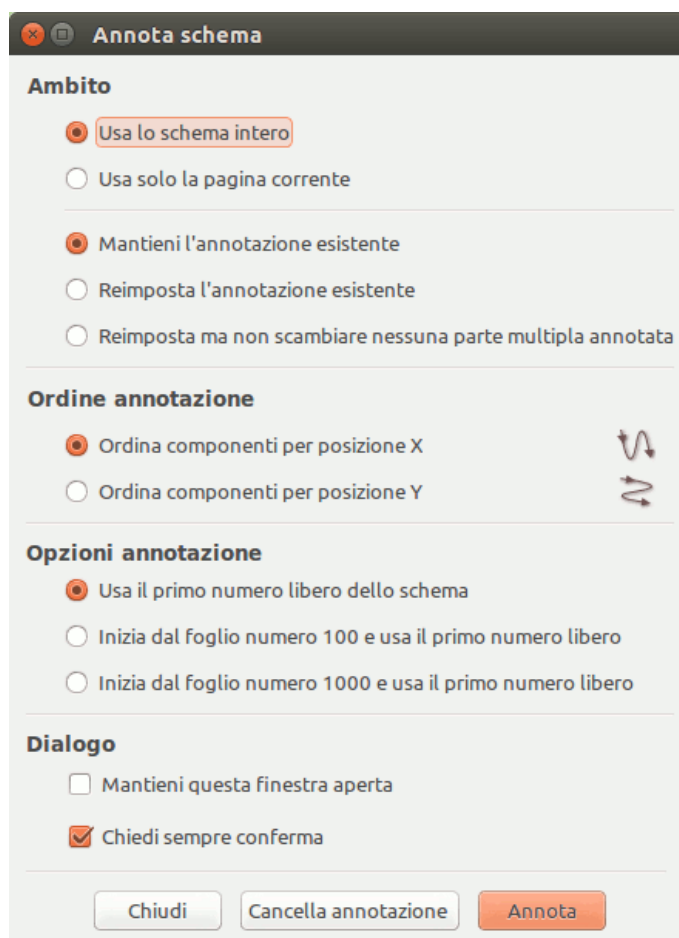 Annota schema
Ambito
Usa lo schema intero
Usa solo la pagina corrente
Mantieni l'annotazione esistente
Reimposta l'annotazione esistente
Reimposta ma non scambiare nessuna parte multipla annotata
Ordine annotazione
Ordina componenti per posizione X
Ordina componenti per posizione Y
Opzioni annotazione
Usa il primo numero libero dello schema
Inizia dal foglio numero 100 e usa il primo numero libero
Inizia dal foglio numero 1000 e usa il primo numero libero
Dialogo
Mantieni questa finestra aperta
Chiedi sempre conferma
Chiudi Cancella annotazione Annota